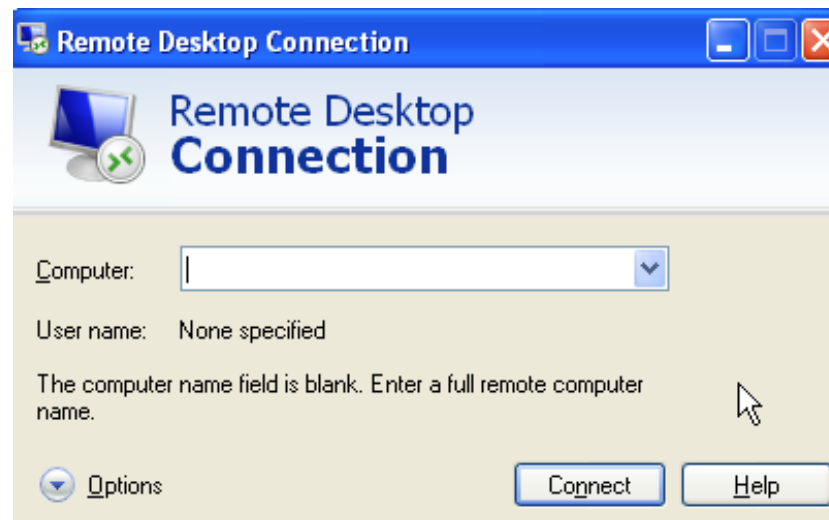 Remote Desktop Connection
Remote Desktop
Connection
Computer:
User name: None specified
The computer name field is blank. Enter a full remote computer
name.
Options Connect Help